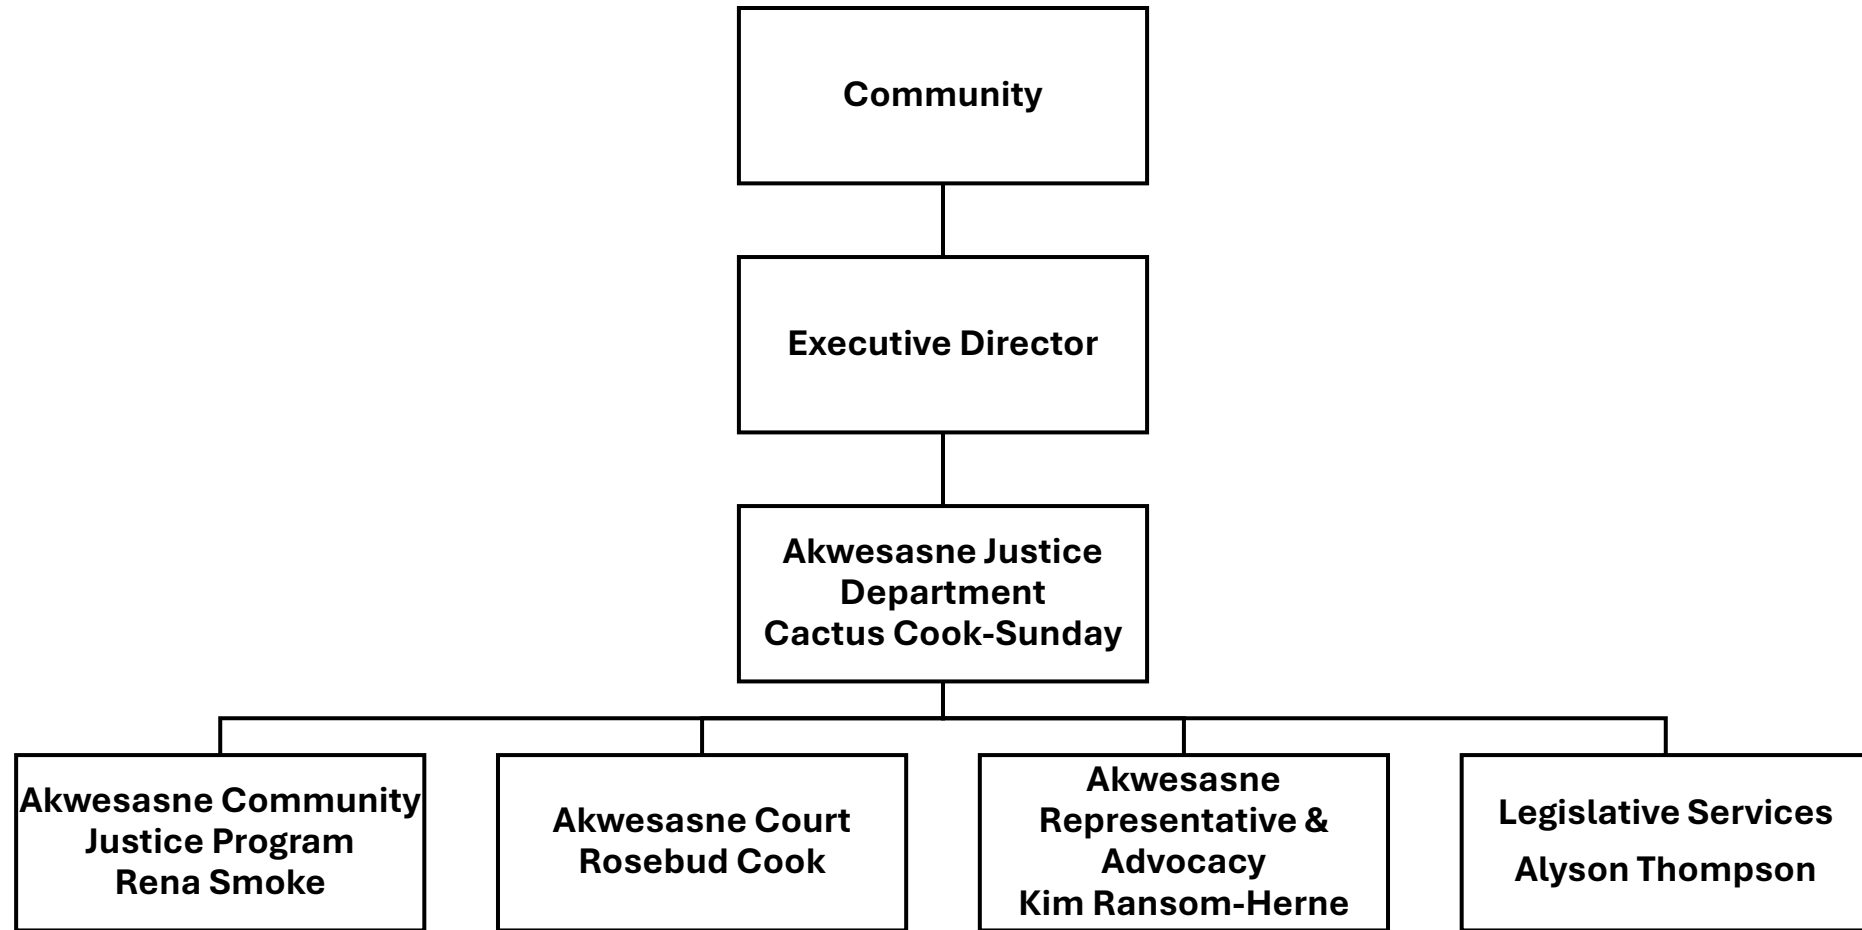 Community
Executive Director
Akwesasne Justice
Department
Cactus Cook-Sunday
Akwesasne Community
Justice Program
Rena Smoke
Akwesasne Court
Rosebud Cook
Akwesasne
Representative &
Advocacy
Kim Ransom-Herne
Legislative Services
Alyson Thompson